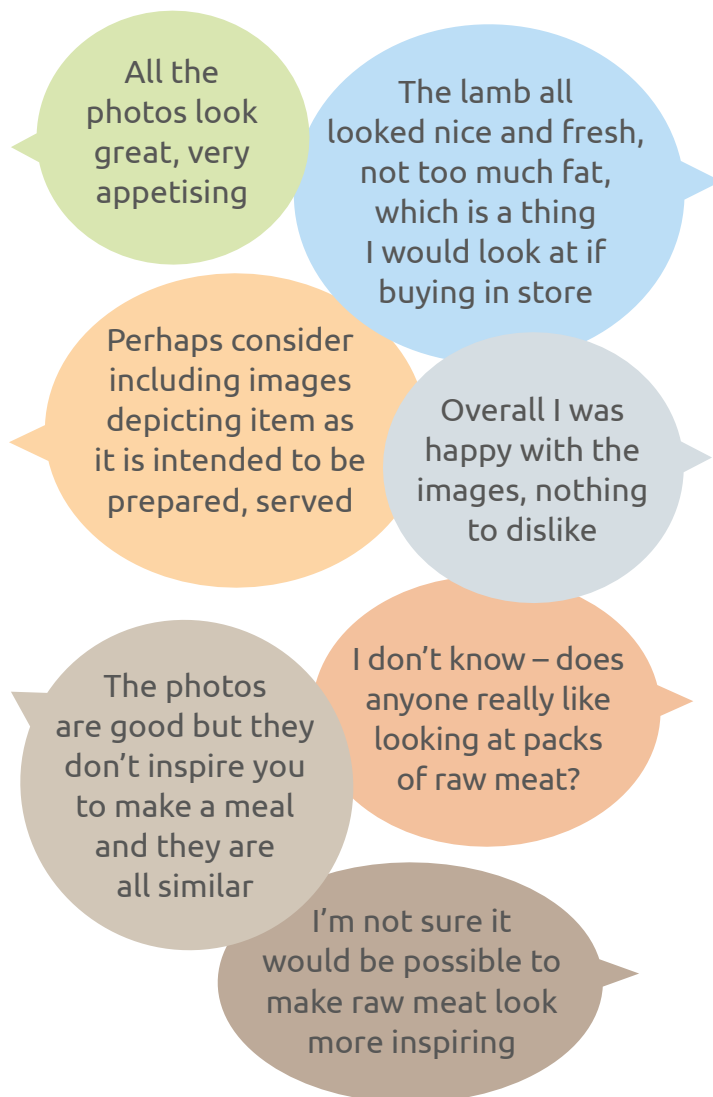 All the
photos look
great, very
appetising
The lamb all
looked nice and fresh,
not too much fat,
which is a thing
I would look at if
buying in store
Perhaps consider
including images
depicting item as
it is intended to be
prepared, served
Overall I was
happy with the
images, nothing
to dislike
I don’t know – does
anyone really like
looking at packs
of raw meat?
The photos
are good but they
don’t inspire you
to make a meal
and they are
all similar
I’m not sure it
would be possible to
make raw meat look
more inspiring